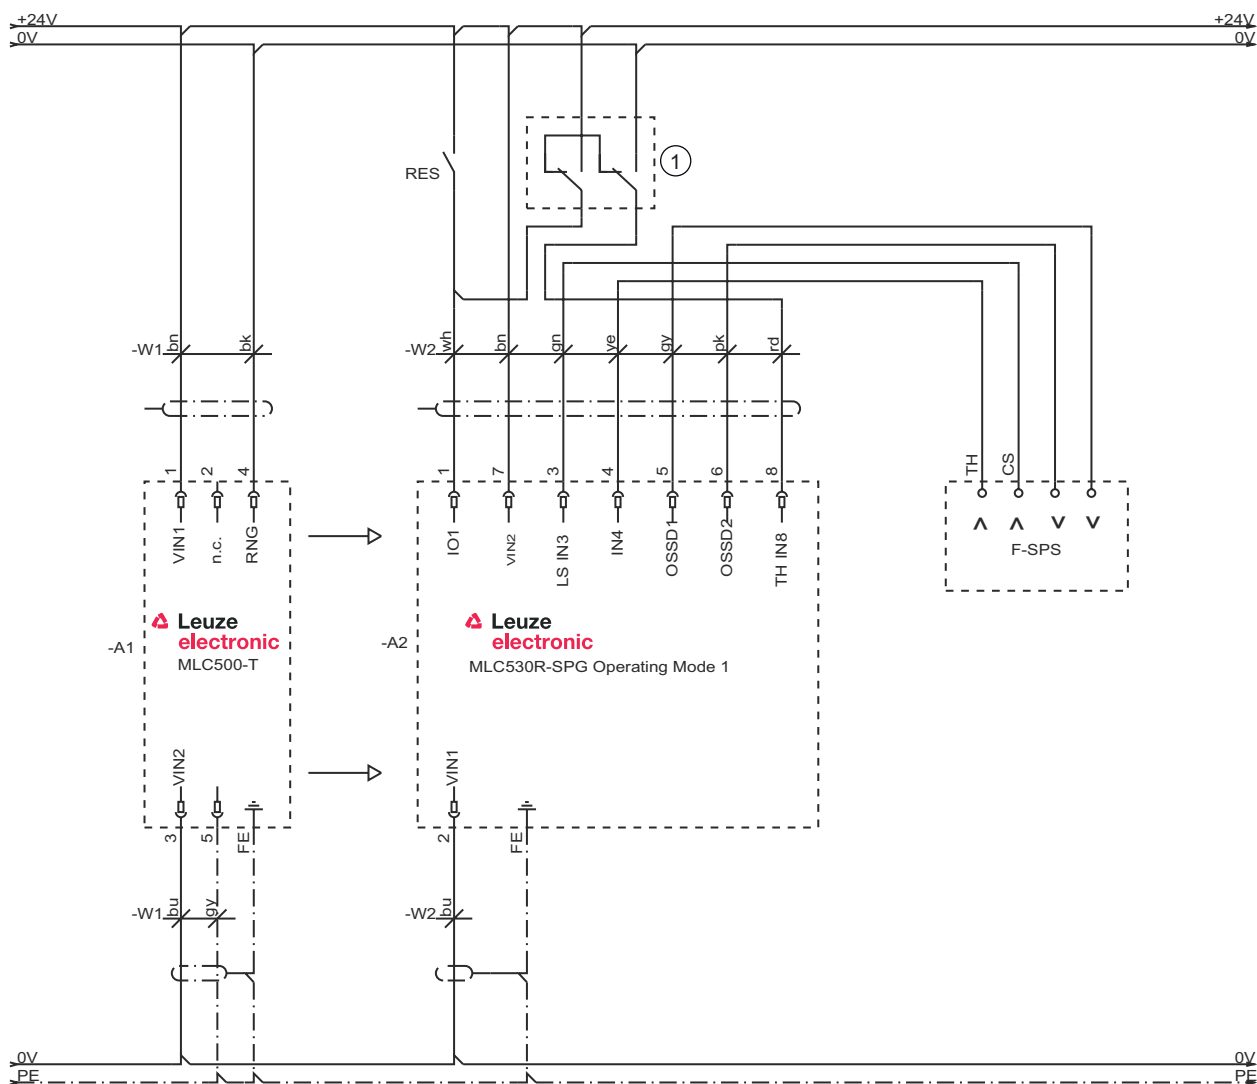 +24V +24V
0V 0V
1
RES
-W1 bn bk
-W2 wh bn gn ye gy pk rd
1 2 4
1 7 3 4 5 6 8
TH CS
VIN1 n.c. RNG
IO1 VIN2 LS IN3 IN4 OSSD1 OSSD2 TH IN8
< < > >
F-SPS
Leuze
electronic
MLC500-T
-A1
Leuze
electronic
MLC530R-SPG Operating Mode 1
-A2
VIN2
VIN1
3 5 FE
2 FE
-W1 bu gy
-W2 bu
0V 0V
PE PE